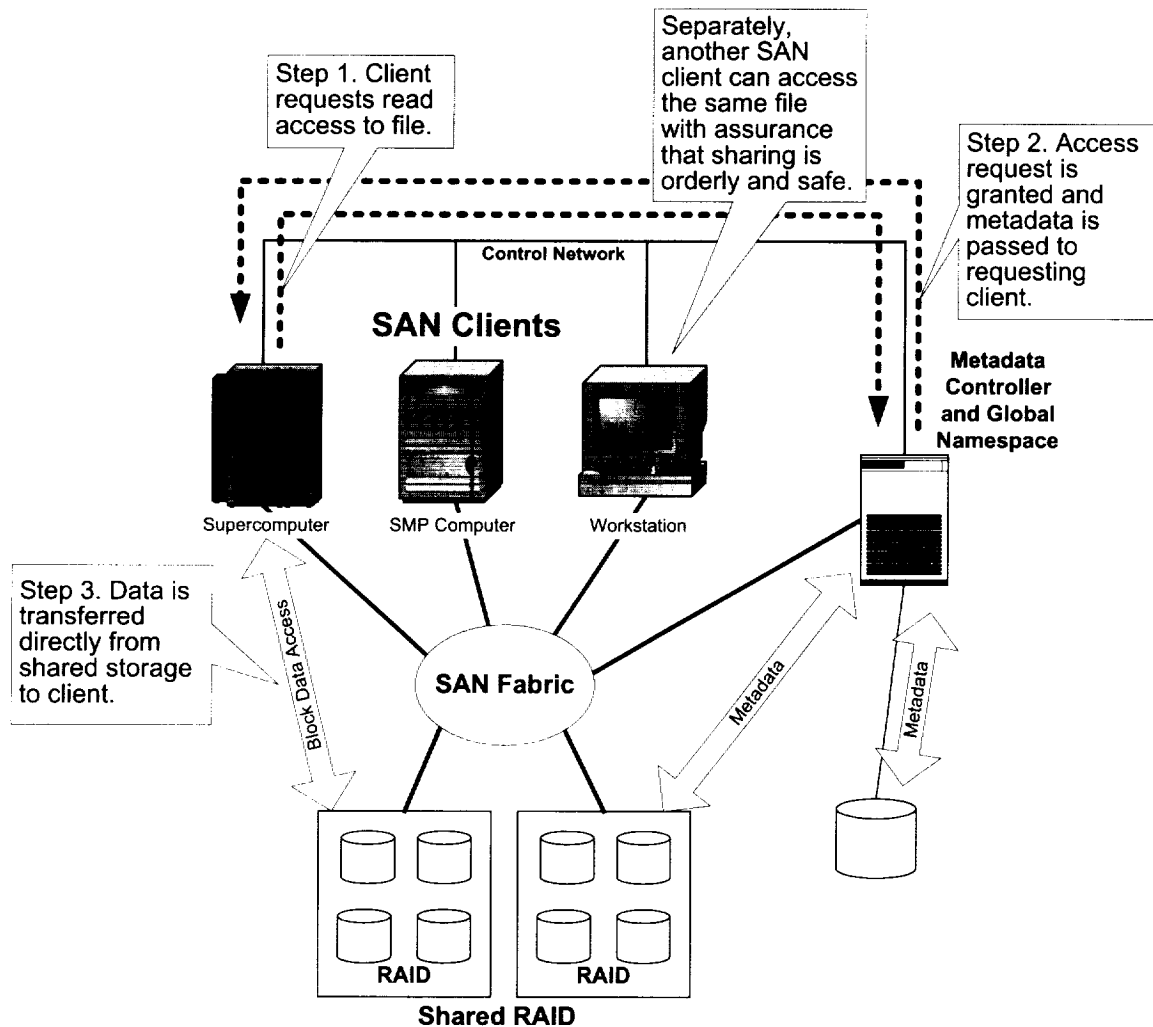 Step 1. Client
requests read
access to file.
Separately,
another SAN
client can access
the same file
with assurance
that sharing is
orderly and safe.
Step 2. Access
request is
granted and
metadata is
passed to
requesting
client.
Control Network
SAN Clients
Metadata
Controller
and Global
Namespace
Supercomputer
SMP Computer
Workstation
Step 3. Data is
transferred
directly from
shared storage
to client.
Block Data Access
SAN Fabric
Metadata
Metadata
RAID
RAID
Shared RAID